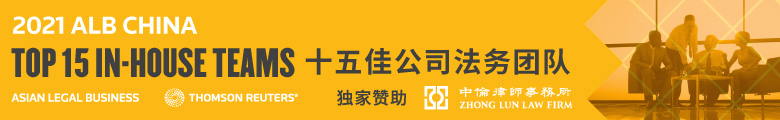 2021 ALB CHINA
TOP 15 IN-HOUSE TEAMS 十五佳公司法务团队
ASIAN LEGAL BUSINESS THOMSON REUTERS® 独家赞助 中倫律師事務所
ZHONG LUN LAW FIRM